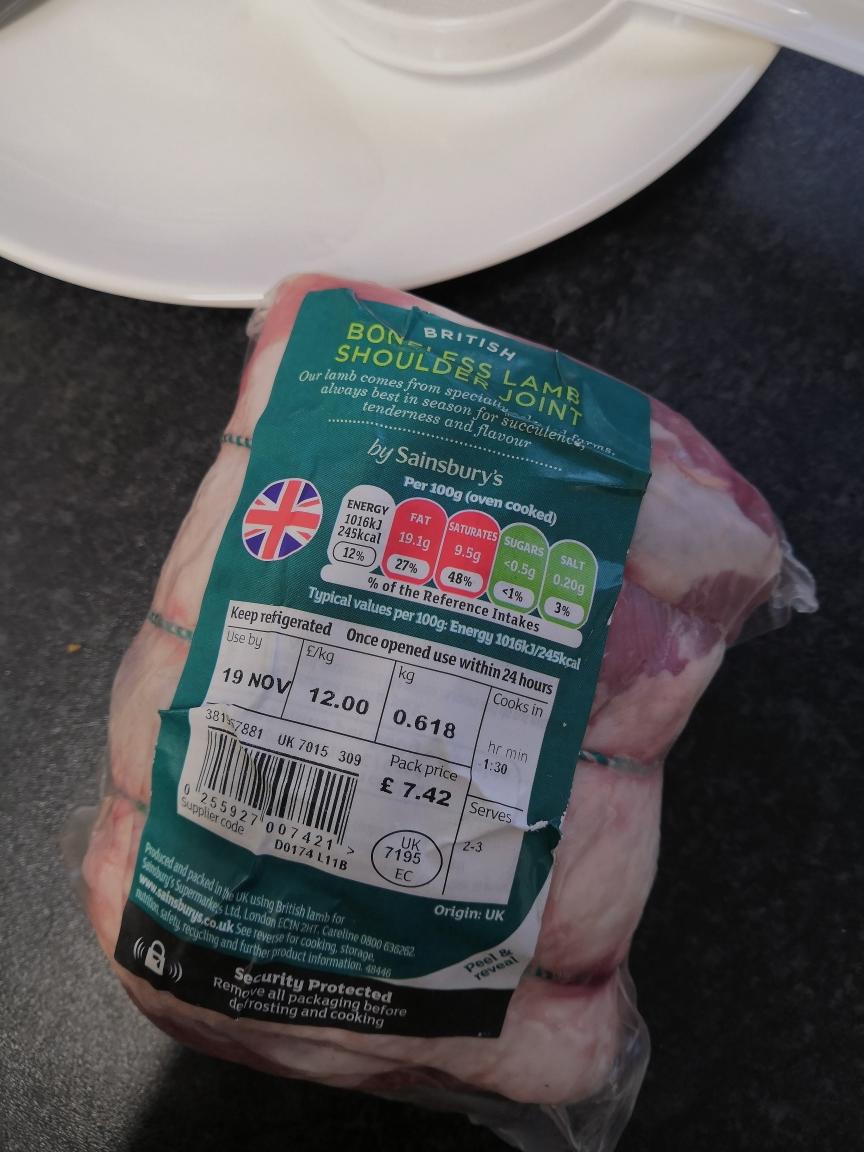 BRITISH
BONELESS LAMB
SHOULDER JOINT
Our lamb comes from specially farms,
always best in season for succulence,
tenderness and flavour
by Sainsbury's
Per 100g (oven cooked)
ENERGY
1016kJ
245kcal
12%
FAT
19.1g
27%
SATURATES
9.5g
48%
SUGARS
<0.5g
<1%
SALT
0.20g
3%
% of the Reference Intakes
Typical values per 100g: Energy 1016kJ/245kcal
Keep refrigerated Once opened use within 24 hours
Use by
19 NOV
£/kg
12.00
kg
0.618
Cooks in
hr min
1:30
UK 7015 309
Pack price
£ 7.42
Serves
2-3
0 255927 007421 >
Supplier code
D0174 L11B
UK
7195
EC
Origin: UK
Produced and packed in the UK using British lamb for
Sainsbury's Supermarkets Ltd, London EC1N 2HT. Careline 0800 636262.
www.sainsburys.co.uk See reverse for cooking, storage,
nutrition, safety, recycling and further product information. 48446
Peel &
reveal
Security Protected
Remove all packaging before
defrosting and cooking